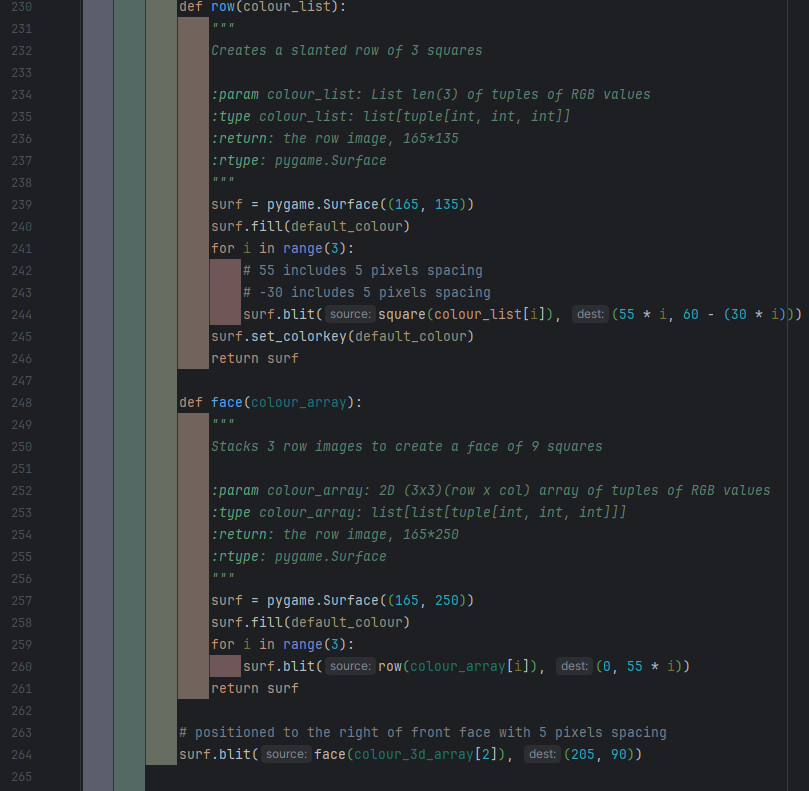 230 def row(colour_list):
231 """
232 Creates a slanted row of 3 squares
233
234 :param colour_list: List len(3) of tuples of RGB values
235 :type colour_list: list[tuple[int, int, int]]
236 :return: the row image, 165*135
237 :rtype: pygame.Surface
238 """
239 surf = pygame.Surface((165, 135))
240 surf.fill(default_colour)
241 for i in range(3):
242 # 55 includes 5 pixels spacing
243 # -30 includes 5 pixels spacing
244 surf.blit( source: square(colour_list[i]), dest: (55 * i, 60 - (30 * i)))
245 surf.set_colorkey(default_colour)
246 return surf
247
248 def face(colour_array):
249 """
250 Stacks 3 row images to create a face of 9 squares
251
252 :param colour_array: 2D (3x3)(row x col) array of tuples of RGB values
253 :type colour_array: list[list[tuple[int, int, int]]]
254 :return: the row image, 165*250
255 :rtype: pygame.Surface
256 """
257 surf = pygame.Surface((165, 250))
258 surf.fill(default_colour)
259 for i in range(3):
260 surf.blit( source: row(colour_array[i]), dest: (0, 55 * i))
261 return surf
262
263 # positioned to the right of front face with 5 pixels spacing
264 surf.blit( source: face(colour_3d_array[2]), dest: (205, 90))
265